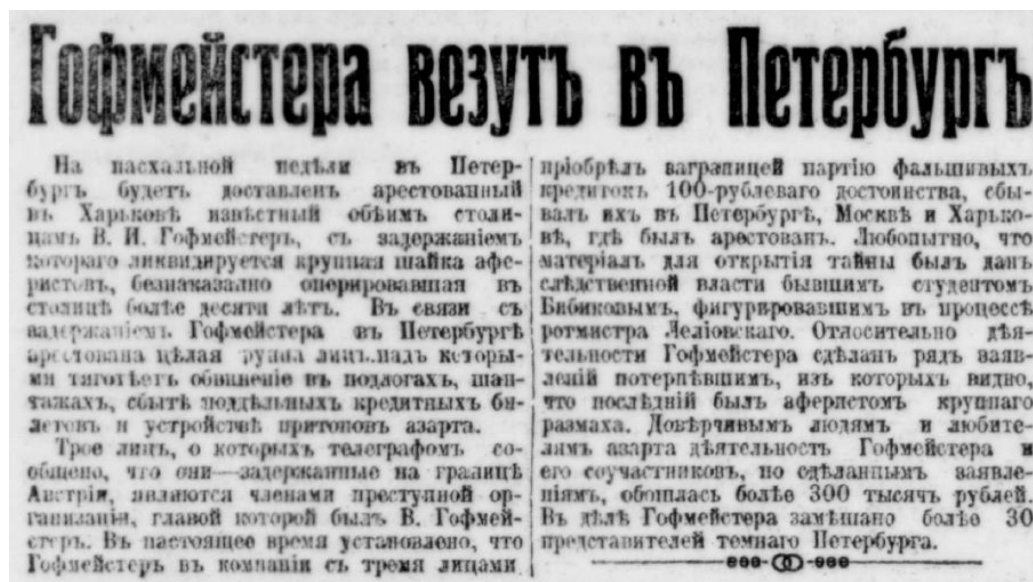 Гофмейстера везутъ въ Петербургъ
На пасхальной недѣли въ Петер-
бургъ будетъ доставленъ арестованный
въ Харьковѣ извѣстный обѣимъ столи-
цамъ В. И. Гофмейстеръ, съ задержаніемъ
котораго ликвидируется крупная шайка афе-
ристовъ, безнаказанно оперировавшая въ
столицѣ болѣе десяти лѣтъ. Въ связи съ
задержаніемъ Гофмейстера въ Петербургѣ
арестована цѣлая руппа лицъ.надъ которы-
ми тяготѣетъ обвиненіе въ подлогахъ, шан-
тажахъ, сбытѣ поддѣльныхъ кредитныхъ би-
летовъ и устройствѣ притоновъ азарта.
Трое лицъ, о которыхъ телеграфомъ со-
общено, что они—задержанные на границѣ
Австріи, являются членами преступной ор-
ганизаціи, главой которой былъ В. Гофмей-
стеръ. Въ настоящее время установлено, что
Гофмейстеръ въ компаніи съ тремя лицами
пріобрѣлъ заграницей партію фальшивыхъ
кредитокъ 100-рублеваго достоинства, сбы-
валъ ихъ въ Петербургѣ, Москвѣ и Харько-
вѣ, гдѣ былъ арестованъ. Любопытно, что
матеріалъ для открытія тайны былъ данъ
слѣдственной власти бывшимъ студентомъ
Бибиковымъ, фигурировавшимъ въ процессѣ
ротмистра Леліовскаго. Относительно дѣя-
тельности Гофмейстера сдѣланъ рядъ заяв-
леній потерпѣвшимъ, изъ которыхъ видно,
что послѣдній былъ аферистомъ крупнаго
размаха. Довѣрчивымъ людямъ и любите-
лямъ азарта дѣятельность Гофмейстера и
его соучастниковъ, по сдѣланнымъ заявле-
ніямъ, обошлась болѣе 300 тысячъ рублей.
Въ дѣлѣ Гофмейстера замѣшано болѣе 30
представителей темнаго Петербурга.